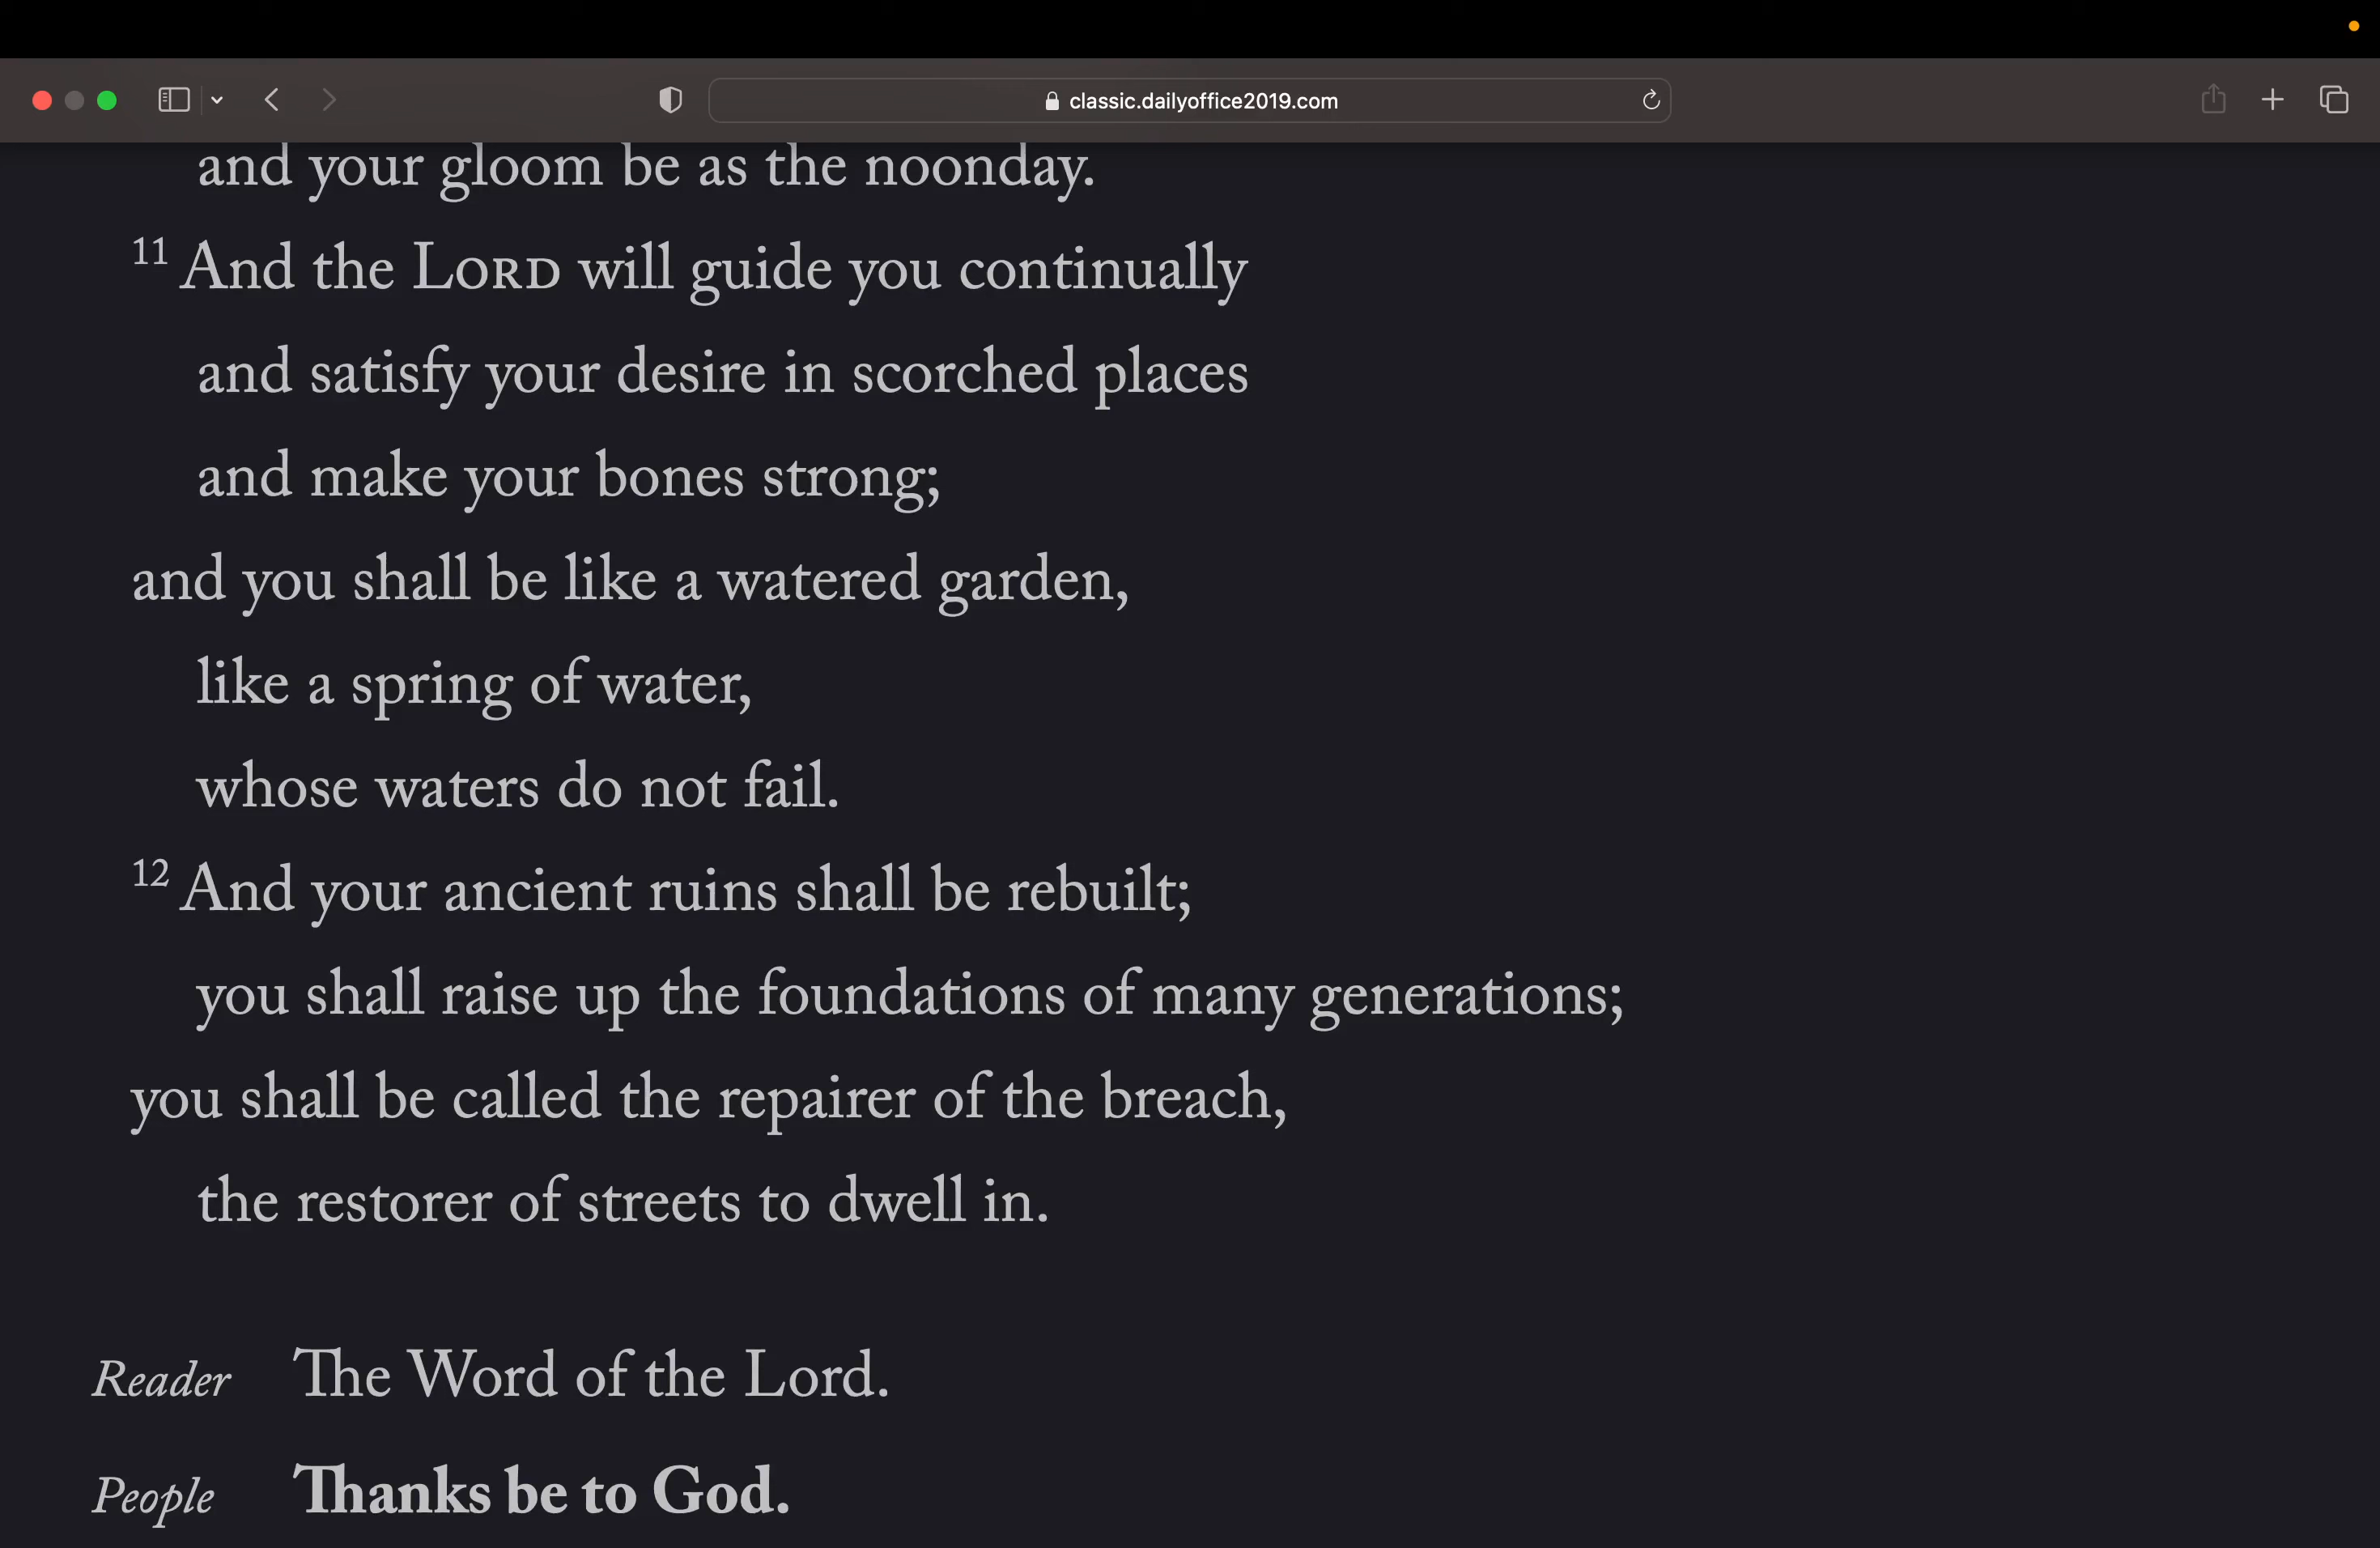 classic.dailyoffice2019.com
and your gloom be as the noonday.
11 And the LORD will guide you continually
and satisfy your desire in scorched places
and make your bones strong;
and you shall be like a watered garden,
like a spring of water,
whose waters do not fail.
12 And your ancient ruins shall be rebuilt;
you shall raise up the foundations of many generations;
you shall be called the repairer of the breach,
the restorer of streets to dwell in.
Reader The Word of the Lord.
People Thanks be to God.